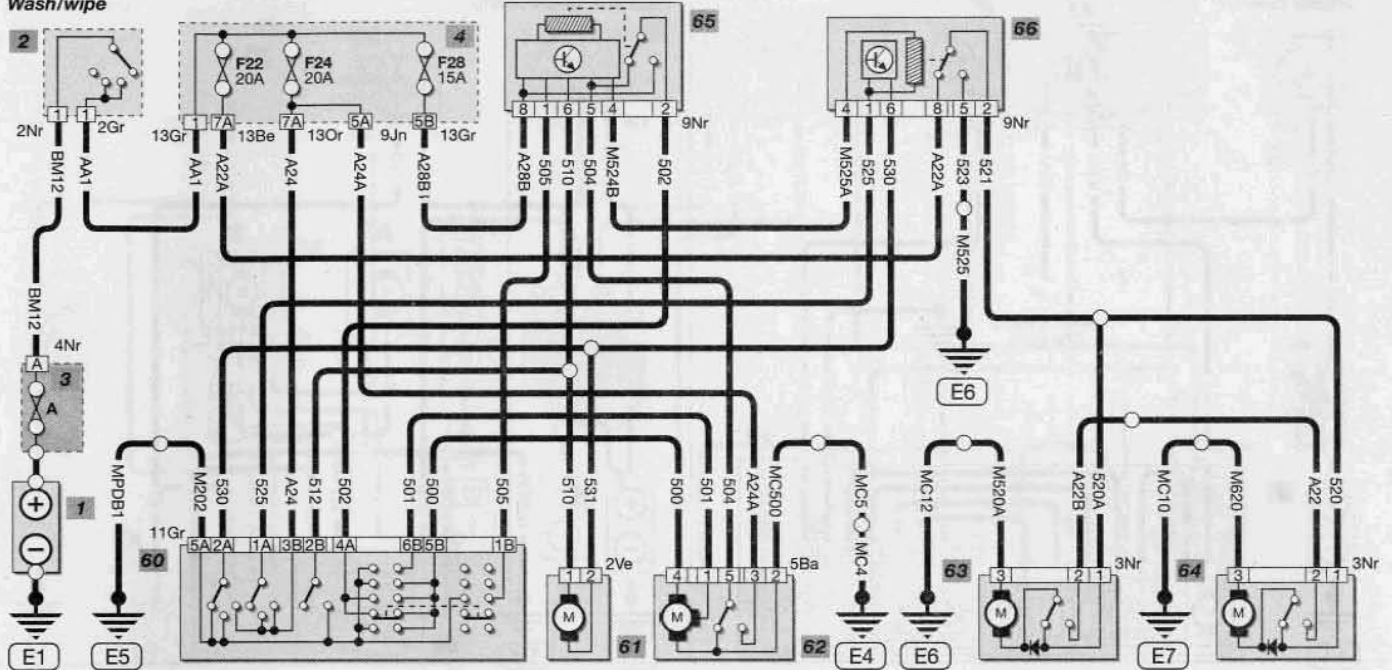 Wash/wipe
2 4 65 66
F22 20A F24 20A F28 15A
1 1 1 7A 7A 5A 5B 8 1 6 5 4 2 4 1 6 8 5 2
2Nr 2Gr 13Gr 13Be 13Or 9Jn 13Gr 9Nr 9Nr
BM12 AA1 AA1 A22A A24 A24A A28B A28B 505 510 504 M524B 502 M525A 525 530 A22A 523 521
M525
BM12
4Nr
A
3
A
E6
1
MPDB1 M202 530 525 A24 512 502 501 500 505 510 531 500 501 504 A24A MC500 MC5 MC4 MC12 M520A A22B 520A MC10 M620 A22 520
11Gr
60
5A 2A 1A 3B 2B 4A 6B 5B 1B
2Ve 5Ba 3Nr 3Nr
1 2 4 1 5 3 2 63 3 2 1 64 3 2 1
M M M M
61 62
E1 E5 E4 E6 E7